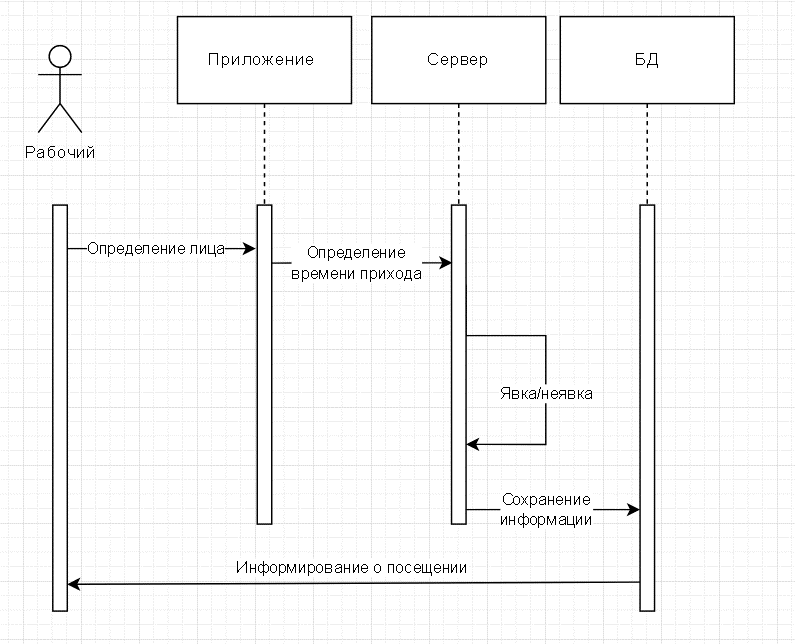 Приложение
Сервер
БД
Рабочий
Определение лица
Определение
времени прихода
Явка/неявка
Сохранение
информации
Информирование о посещении